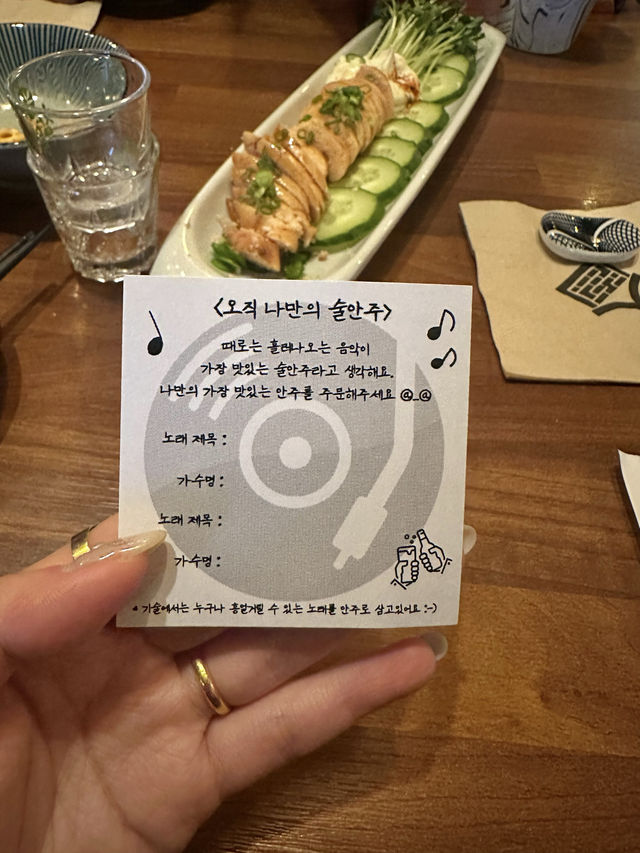 <오직 나만의 술안주>
때로는 흘러나오는 음악이
가장 맛있는 술안주라고 생각해요.
나만의 가장 맛있는 안주를 주문해주세요 @_@
노래 제목 :
가수명 :
노래 제목 :
가수명 :
* 가술에서는 누구나 흥얼거릴 수 있는 노래를 안주로 삼고있어요 :-)